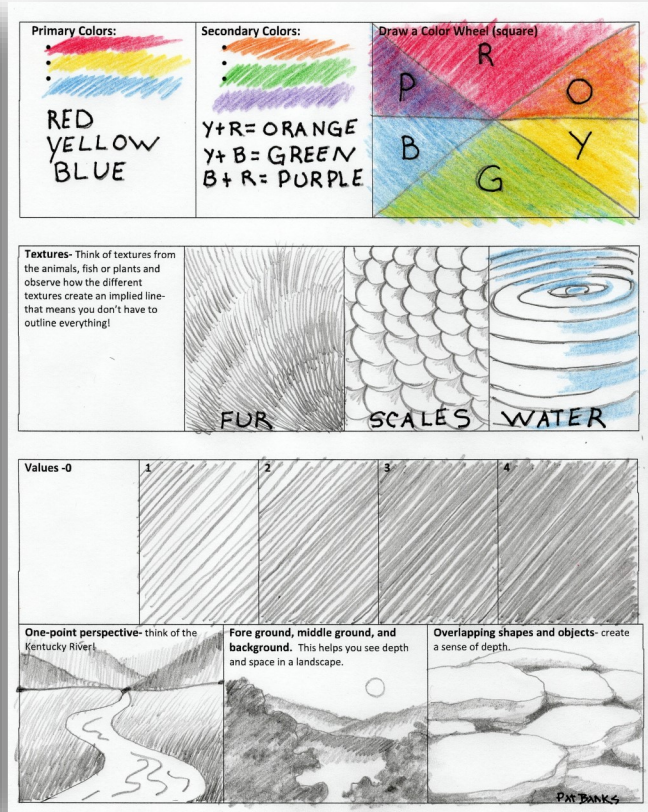 Primary Colors:
RED
YELLOW
BLUE
Secondary Colors:
Y+R= ORANGE
Y+B= GREEN
B+R= PURPLE
Draw a Color Wheel (square)
R
P
O
B
Y
G
Textures- Think of textures from
the animals, fish or plants and
observe how the different
textures create an implied line-
that means you don't have to
outline everything!
FUR
SCALES
WATER
Values -0
1
2
3
4
One-point perspective- think of the
Kentucky River!
Fore ground, middle ground, and
background. This helps you see depth
and space in a landscape.
Overlapping shapes and objects- create
a sense of depth.
PAT BANKS